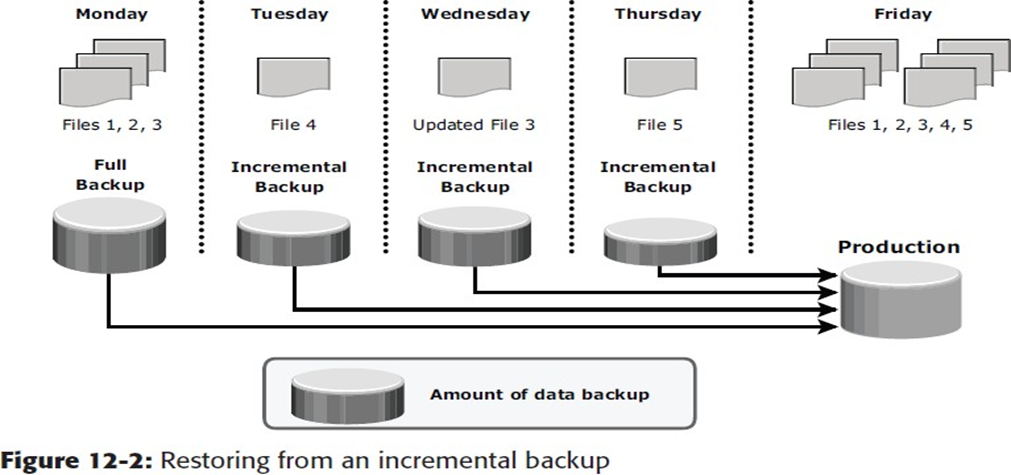 Monday
Tuesday
Wednesday
Thursday
Friday
Files 1, 2, 3
File 4
Updated File 3
File 5
Files 1, 2, 3, 4, 5
Full
Backup
Incremental
Backup
Incremental
Backup
Incremental
Backup
Production
Amount of data backup
Figure 12-2: Restoring from an incremental backup